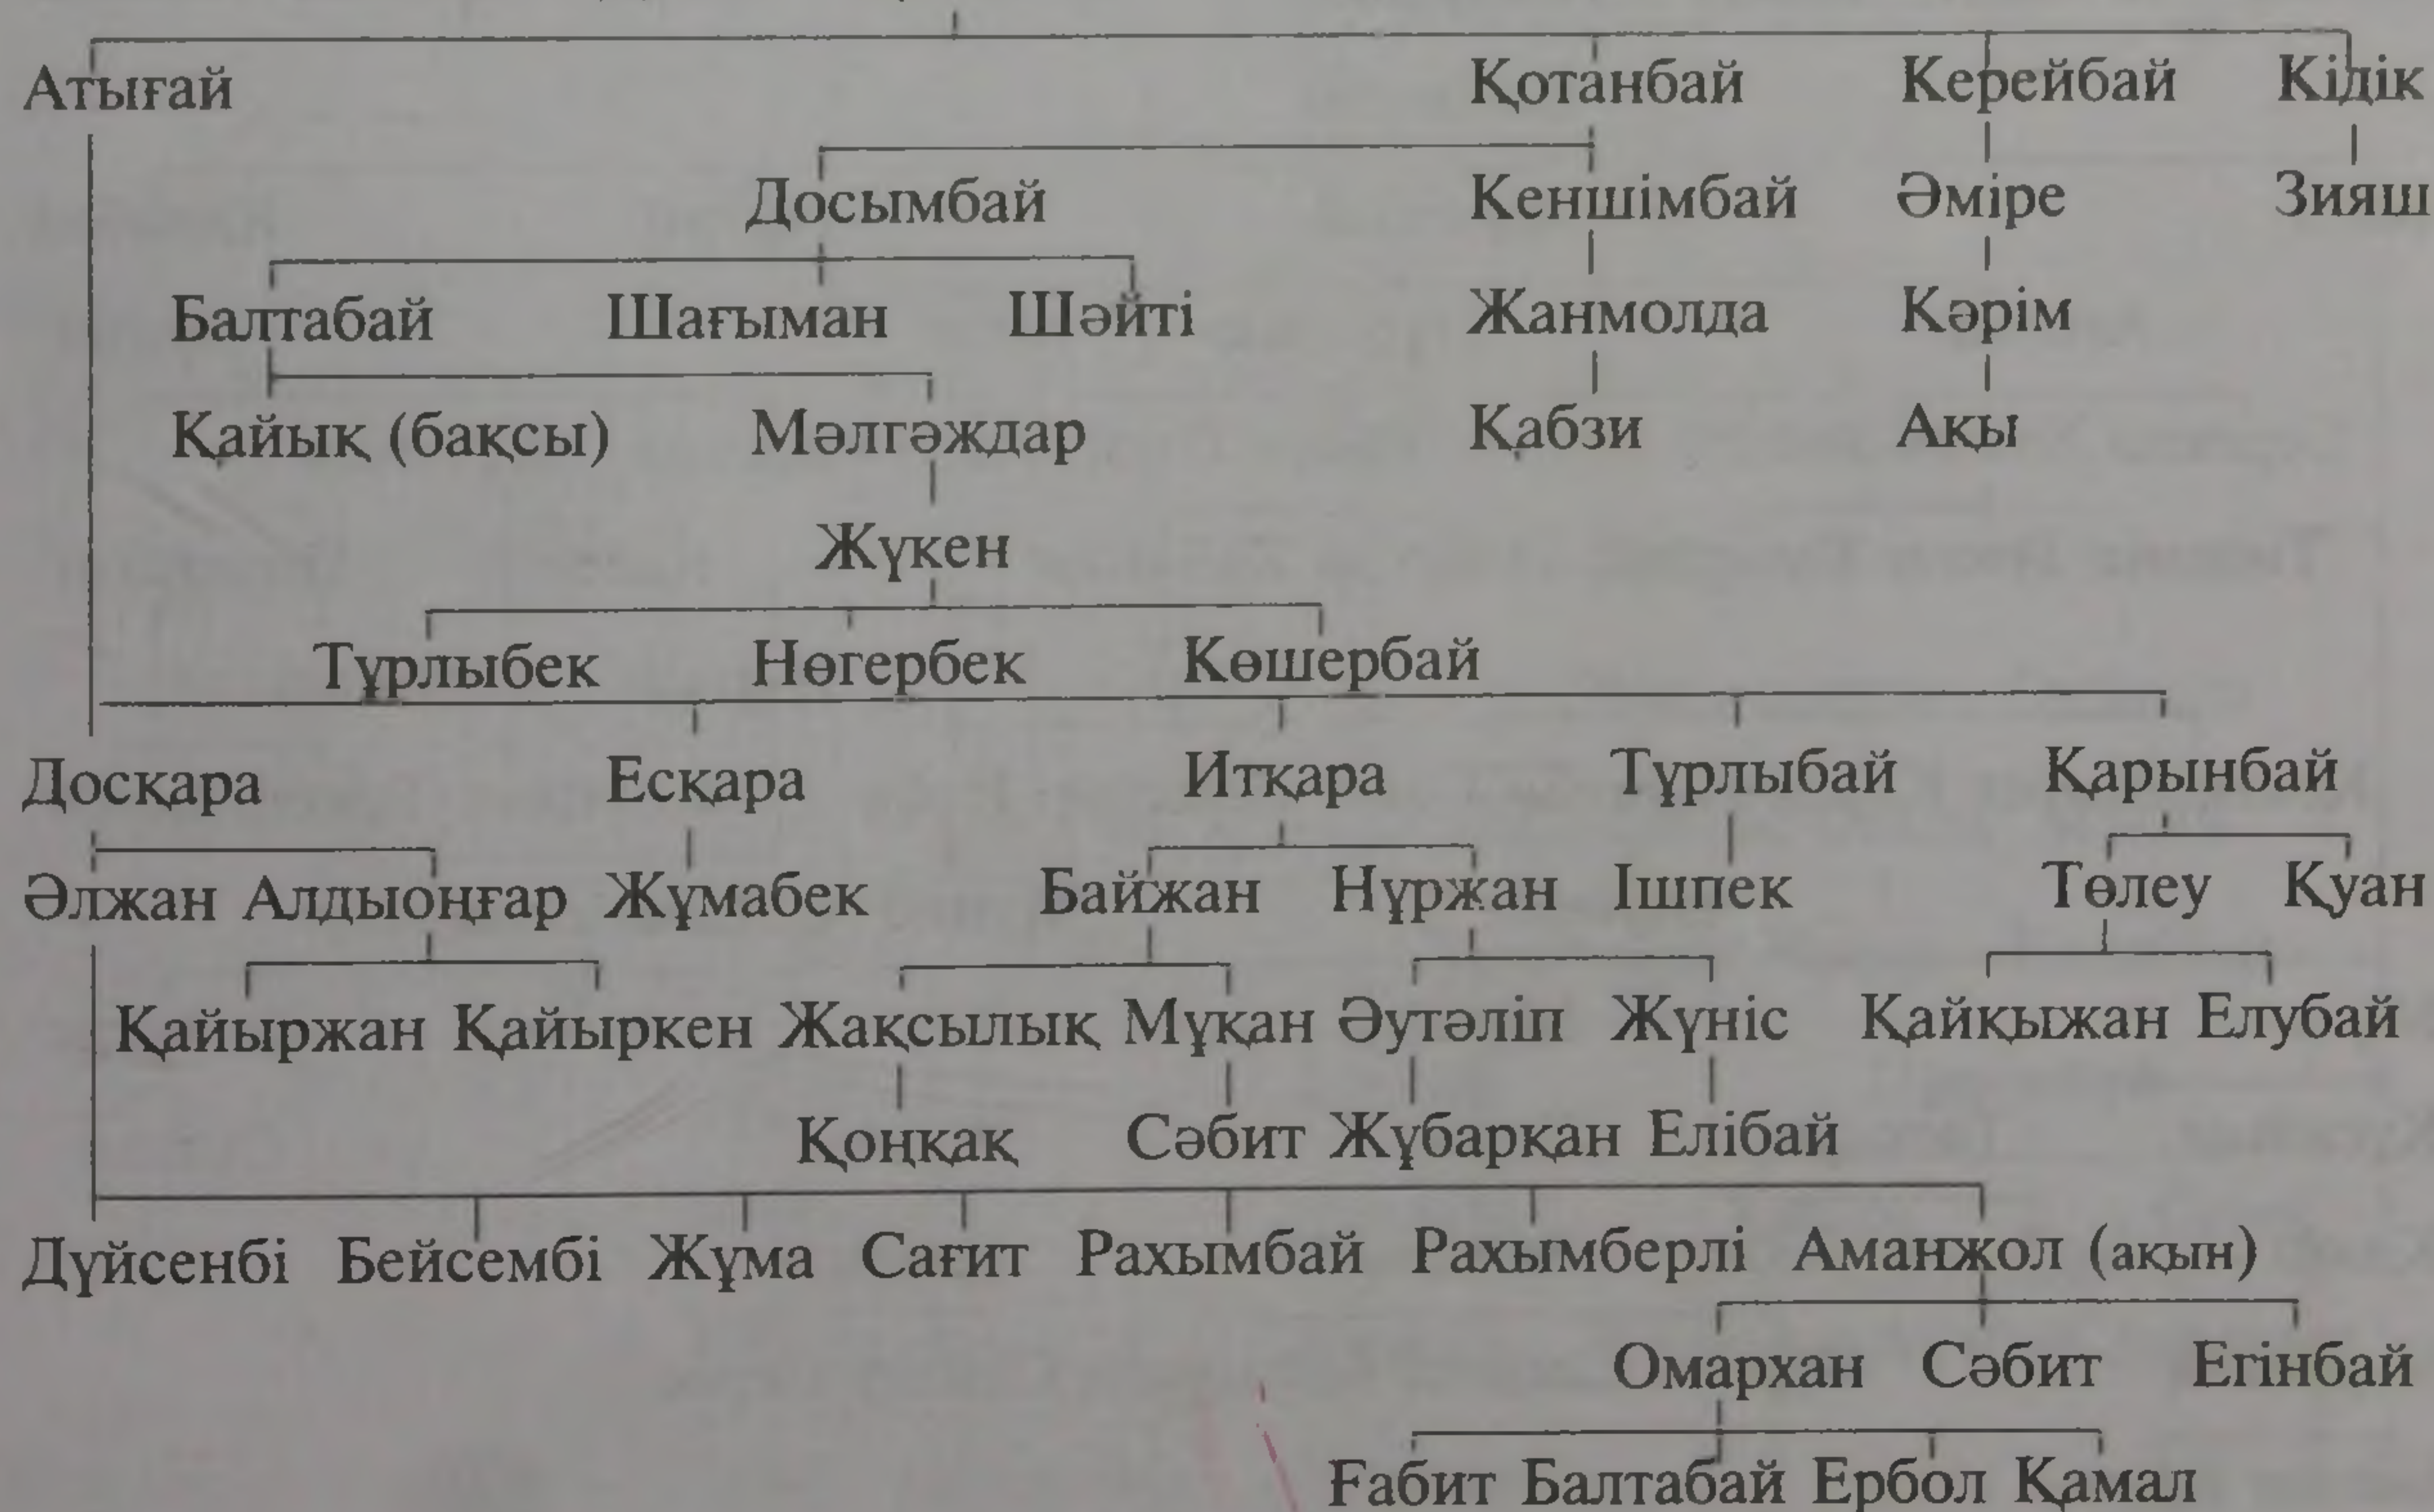 Атығай Қотанбай Керейбай Кідік
Досымбай Кеншімбай Әміре Зияш
Балтабай Шағыман Шәйті Жанмолда Кәрім
Қайық (бақсы) Мәлгәждар Қабзи Ақы
Жүкен
Тұрлыбек Нөгербек Көшербай
Досқара Есқара Итқара Тұрлыбай Қарынбай
Әлжан Алдыоңғар Жұмабек Байжан Нұржан Ішпек Төлеу Қуан
Қайыржан Қайыркен Жақсылық Мұқан Әутәліп Жүніс Қайқыжан Елубай
Қоңқақ Сәбит Жұбарқан Елібай
Дүйсенбі Бейсембі Жұма Сағит Рахымбай Рахымберлі Аманжол (ақын)
Омархан Сәбит Егінбай
Ғабит Балтабай Ербол Қамал